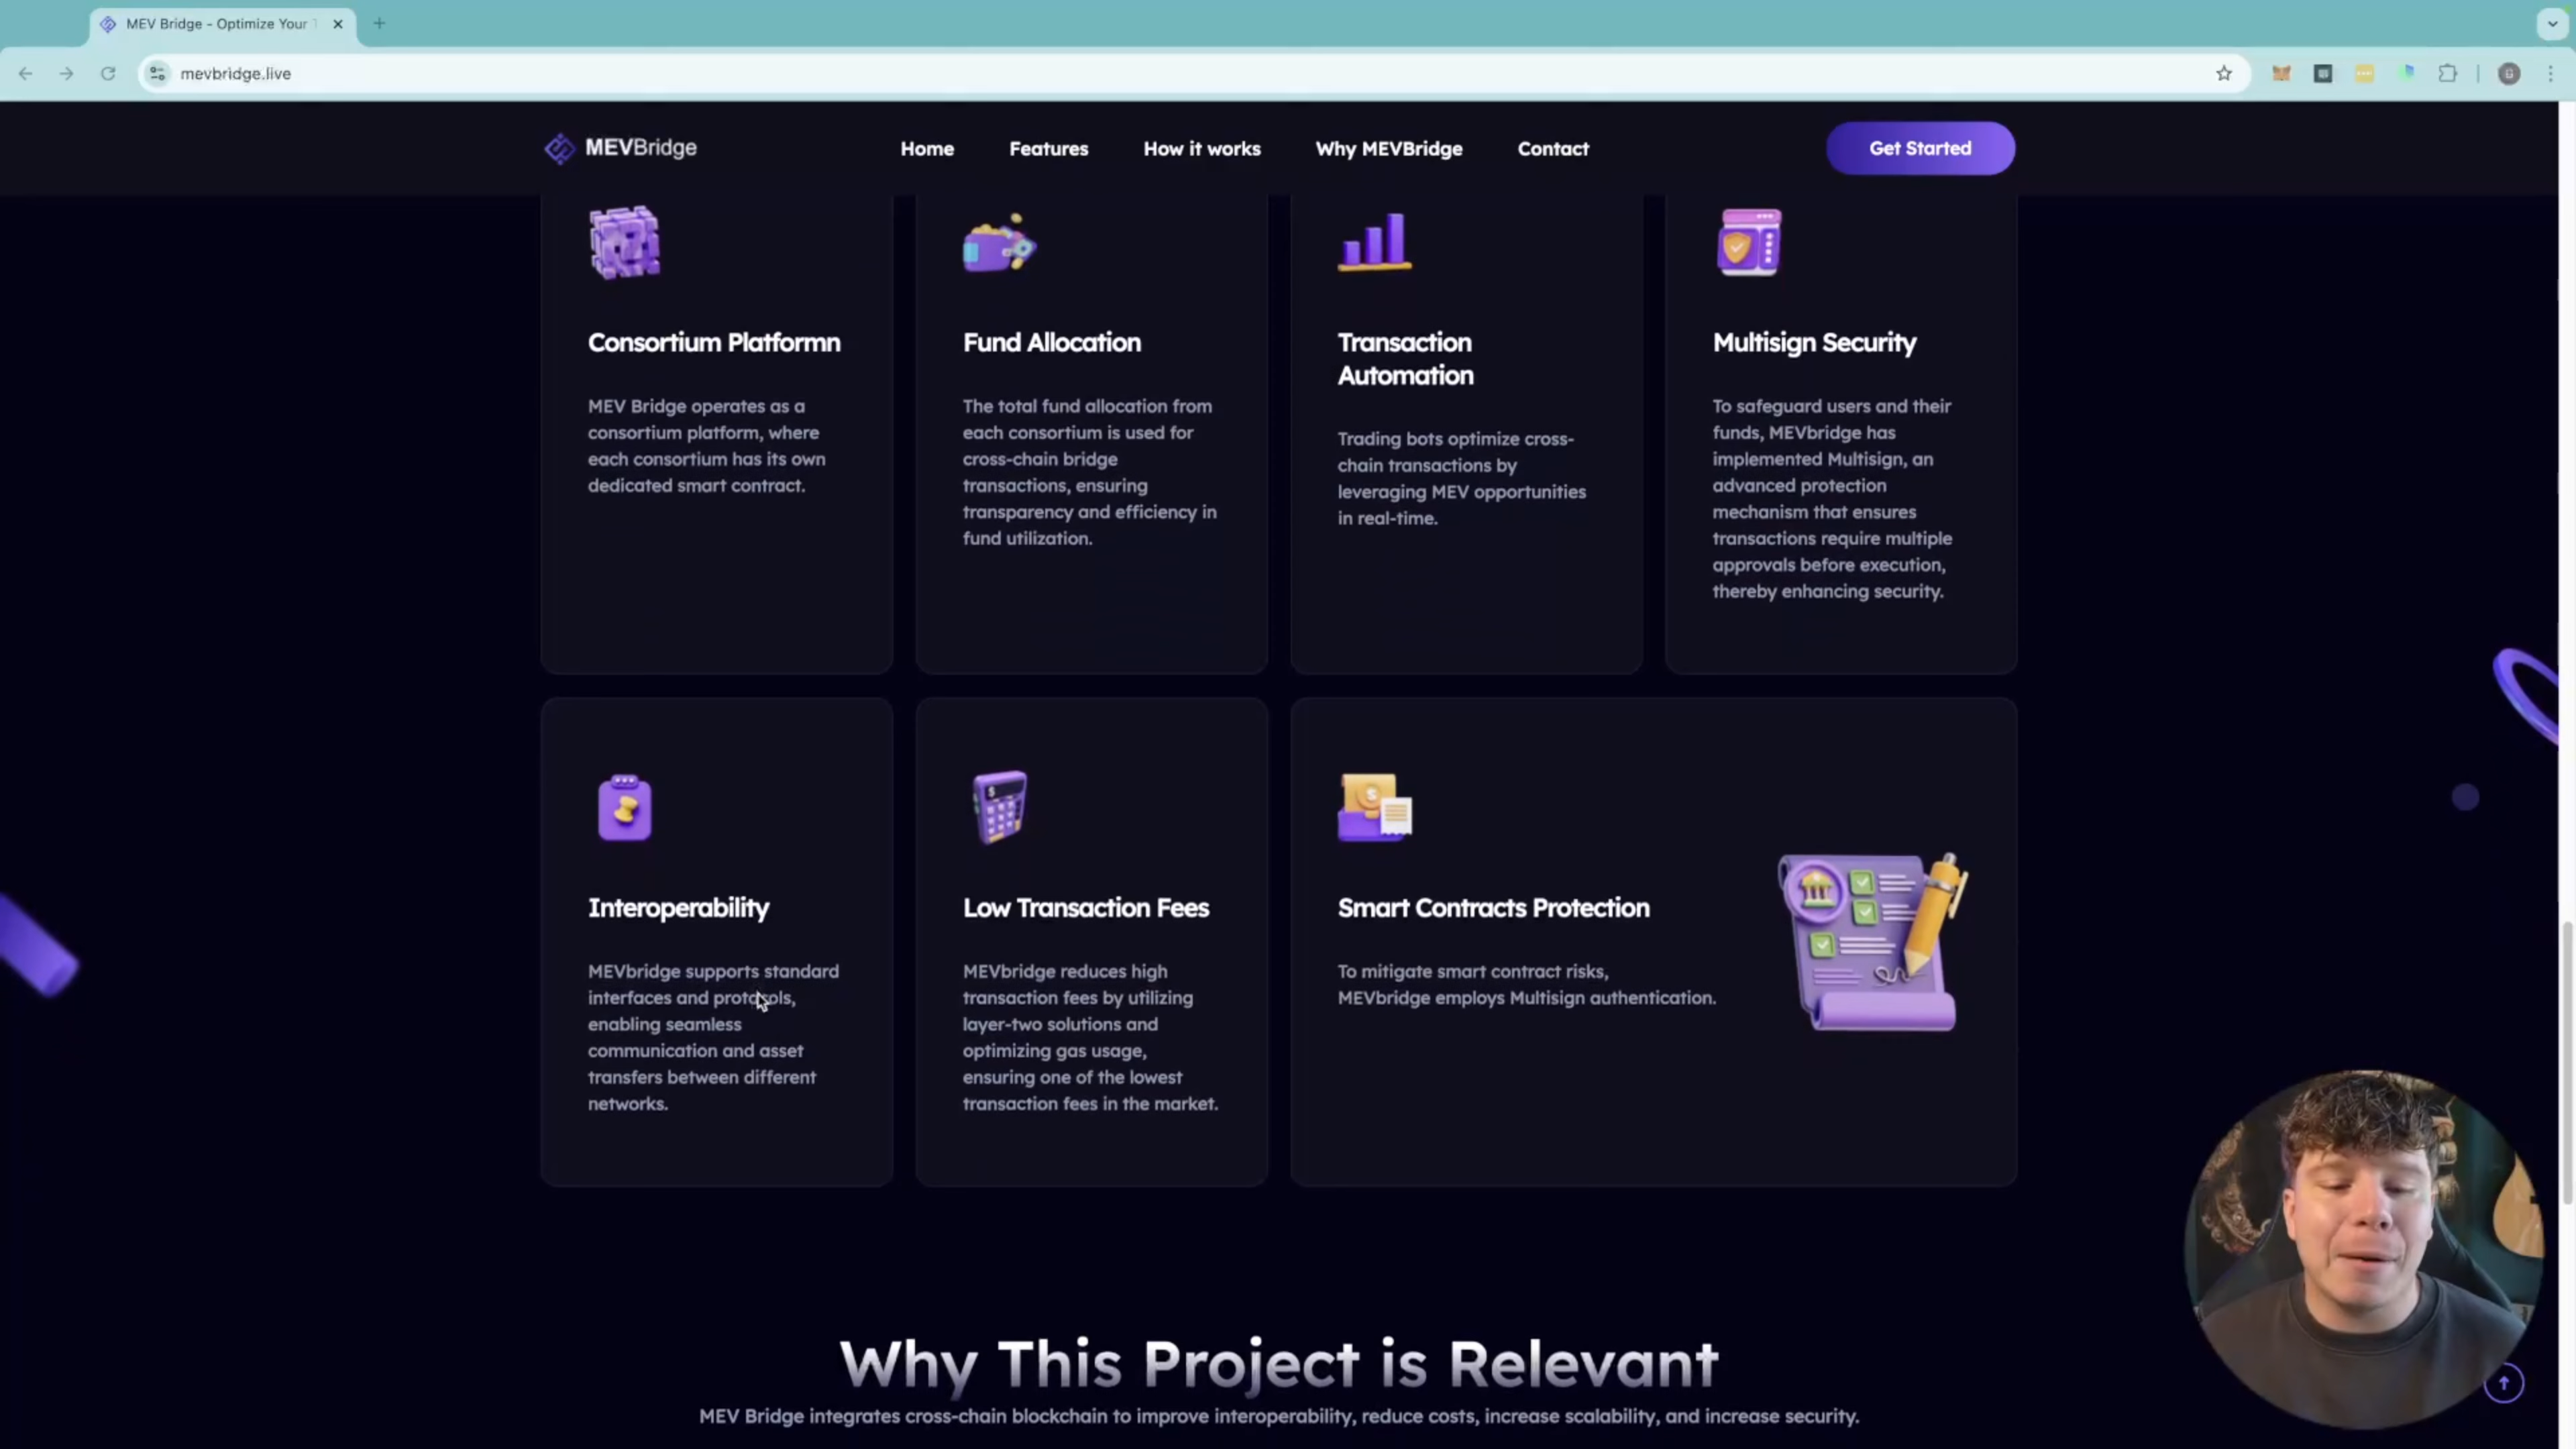 MEV Bridge - Optimize Your T
mevbridge.live
MEVBridge
Home
Features
How it works
Why MEVBridge
Contact
Get Started
Consortium Platformn
MEV Bridge operates as a
consortium platform, where
each consortium has its own
dedicated smart contract.
Fund Allocation
The total fund allocation from
each consortium is used for
cross-chain bridge
transactions, ensuring
transparency and efficiency in
fund utilization.
Transaction
Automation
Trading bots optimize cross-
chain transactions by
leveraging MEV opportunities
in real-time.
Multisign Security
To safeguard users and their
funds, MEVbridge has
implemented Multisign, an
advanced protection
mechanism that ensures
transactions require multiple
approvals before execution,
thereby enhancing security.
Interoperability
MEVbridge supports standard
interfaces and protocols,
enabling seamless
communication and asset
transfers between different
networks.
Low Transaction Fees
MEVbridge reduces high
transaction fees by utilizing
layer-two solutions and
optimizing gas usage,
ensuring one of the lowest
transaction fees in the market.
Smart Contracts Protection
To mitigate smart contract risks,
MEVbridge employs Multisign authentication.
Why This Project is Relevant
MEV Bridge integrates cross-chain blockchain to improve interoperability, reduce costs, increase scalability, and increase security.